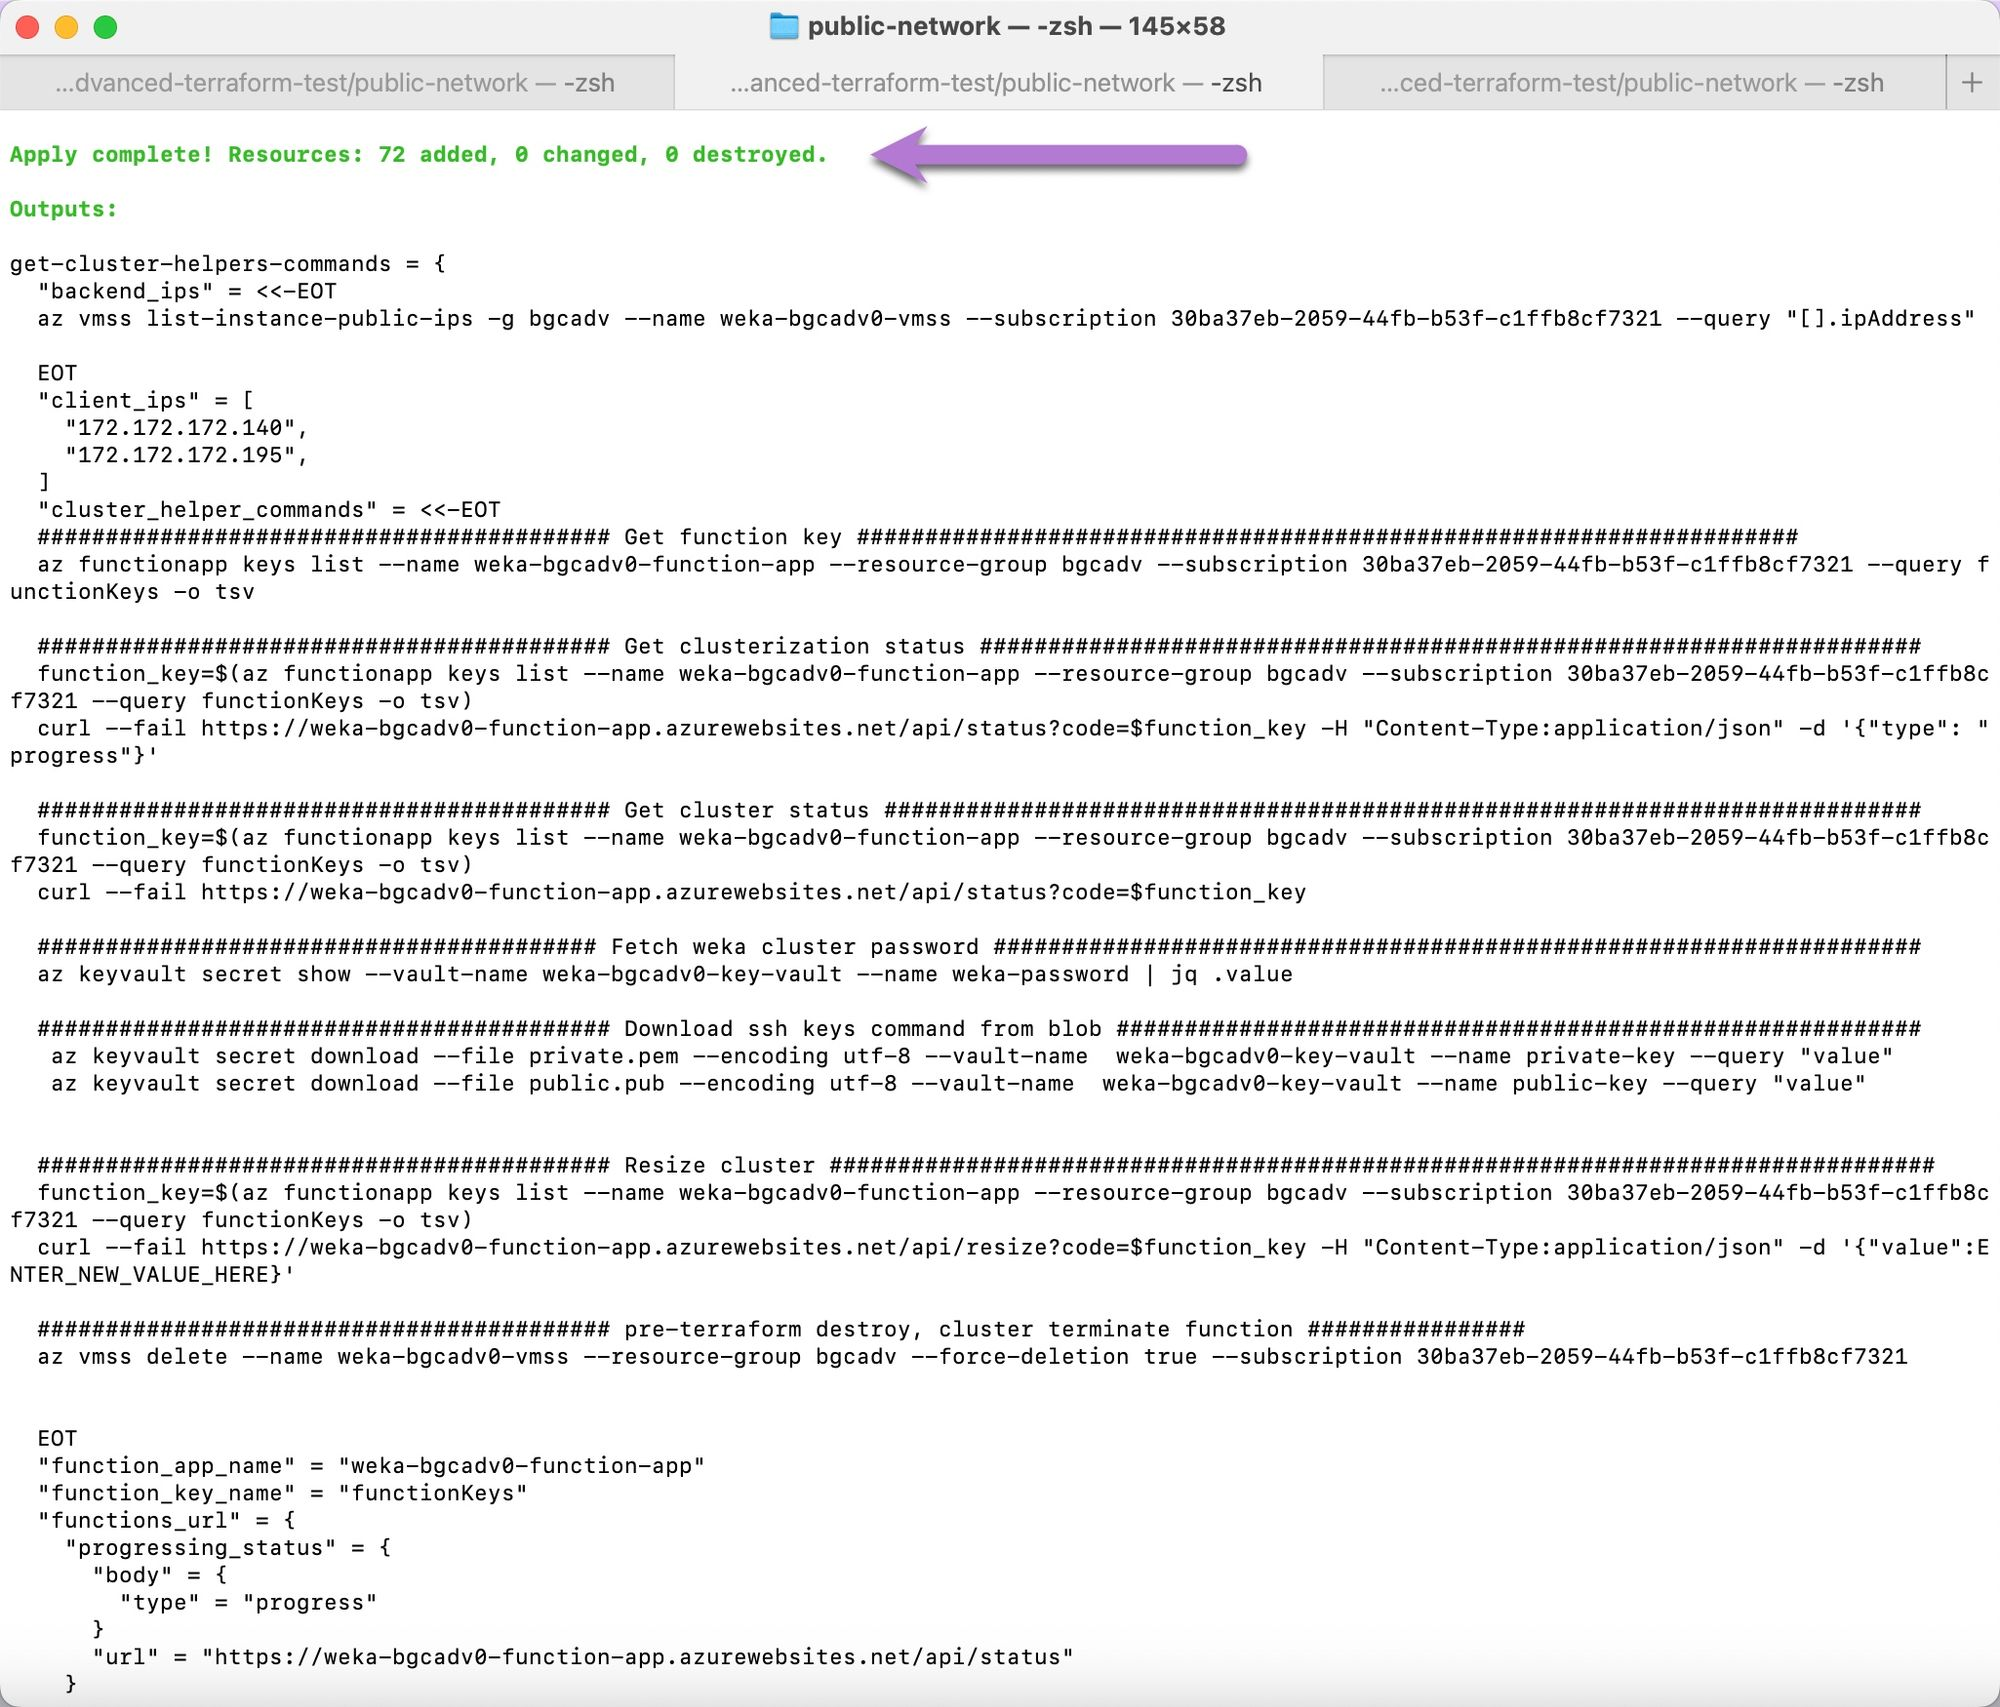 public-network — -zsh — 145×58
...dvanced-terraform-test/public-network — -zsh
...anced-terraform-test/public-network — -zsh
...ced-terraform-test/public-network — -zsh
+
Apply complete! Resources: 72 added, 0 changed, 0 destroyed.
Outputs:
get-cluster-helpers-commands = {
  "backend_ips" = <<-EOT
  az vmss list-instance-public-ips -g bgcadv --name weka-bgcadv0-vmss --subscription 30ba37eb-2059-44fb-b53f-c1ffb8cf7321 --query "[].ipAddress"
  EOT
  "client_ips" = [
    "172.172.172.140",
    "172.172.172.195",
  ]
  "cluster_helper_commands" = <<-EOT
  ########################################## Get function key #####################################################################
  az functionapp keys list --name weka-bgcadv0-function-app --resource-group bgcadv --subscription 30ba37eb-2059-44fb-b53f-c1ffb8cf7321 --query f
unctionKeys -o tsv
  ########################################## Get clusterization status #####################################################################
  function_key=$(az functionapp keys list --name weka-bgcadv0-function-app --resource-group bgcadv --subscription 30ba37eb-2059-44fb-b53f-c1ffb8c
f7321 --query functionKeys -o tsv)
  curl --fail https://weka-bgcadv0-function-app.azurewebsites.net/api/status?code=$function_key -H "Content-Type:application/json" -d '{"type": "
progress"}'
  ########################################## Get cluster status ############################################################################
  function_key=$(az functionapp keys list --name weka-bgcadv0-function-app --resource-group bgcadv --subscription 30ba37eb-2059-44fb-b53f-c1ffb8c
f7321 --query functionKeys -o tsv)
  curl --fail https://weka-bgcadv0-function-app.azurewebsites.net/api/status?code=$function_key
  ######################################### Fetch weka cluster password ####################################################################
  az keyvault secret show --vault-name weka-bgcadv0-key-vault --name weka-password | jq .value
  ########################################## Download ssh keys command from blob ###########################################################
   az keyvault secret download --file private.pem --encoding utf-8 --vault-name  weka-bgcadv0-key-vault --name private-key --query "value"
   az keyvault secret download --file public.pub --encoding utf-8 --vault-name  weka-bgcadv0-key-vault --name public-key --query "value"
  ########################################## Resize cluster #################################################################################
  function_key=$(az functionapp keys list --name weka-bgcadv0-function-app --resource-group bgcadv --subscription 30ba37eb-2059-44fb-b53f-c1ffb8c
f7321 --query functionKeys -o tsv)
  curl --fail https://weka-bgcadv0-function-app.azurewebsites.net/api/resize?code=$function_key -H "Content-Type:application/json" -d '{"value":E
NTER_NEW_VALUE_HERE}'
  ########################################## pre-terraform destroy, cluster terminate function ################
  az vmss delete --name weka-bgcadv0-vmss --resource-group bgcadv --force-deletion true --subscription 30ba37eb-2059-44fb-b53f-c1ffb8cf7321
  EOT
  "function_app_name" = "weka-bgcadv0-function-app"
  "function_key_name" = "functionKeys"
  "functions_url" = {
    "progressing_status" = {
      "body" = {
        "type" = "progress"
      }
      "url" = "https://weka-bgcadv0-function-app.azurewebsites.net/api/status"
    }